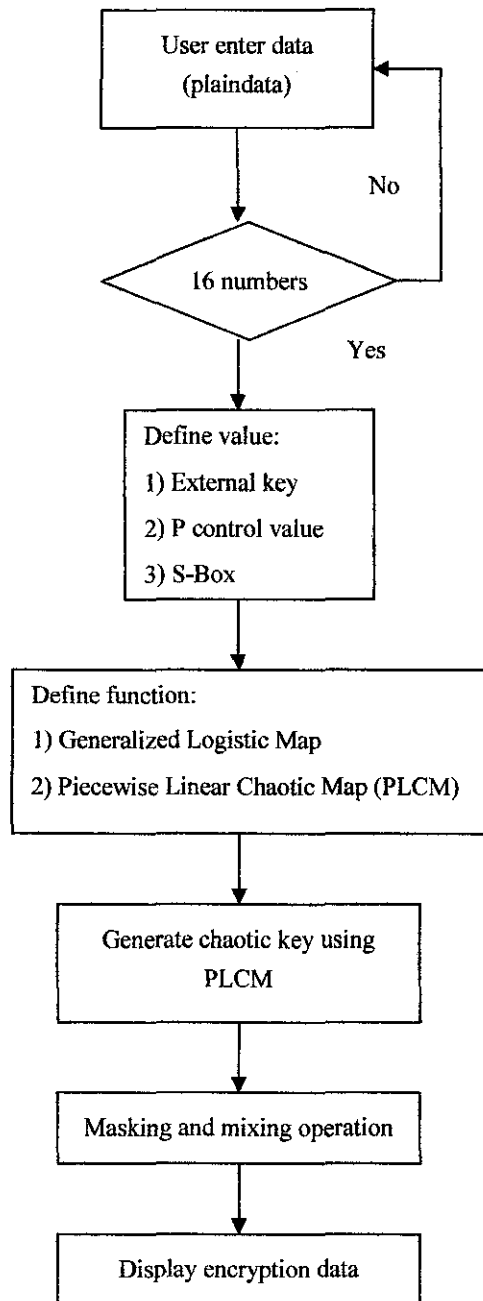 User enter data
(plaindata)
No
16 numbers
Yes
Define value:
1) External key
2) P control value
3) S-Box
Define function:
1) Generalized Logistic Map
2) Piecewise Linear Chaotic Map (PLCM)
Generate chaotic key using
PLCM
Masking and mixing operation
Display encryption data